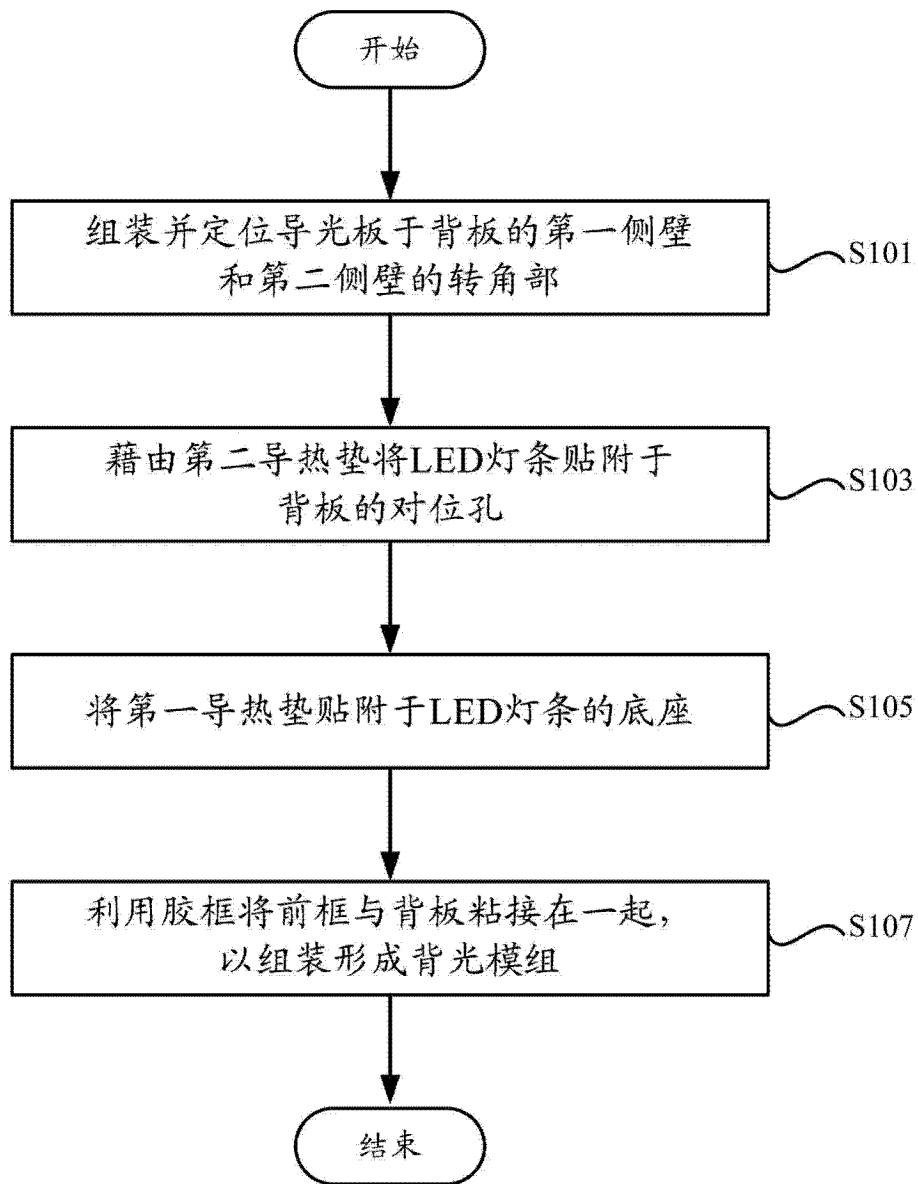 开始
组装并定位导光板于背板的第一侧壁
和第二侧壁的转角部
S101
藉由第二导热垫将LED灯条贴附于
背板的对位孔
S103
将第一导热垫贴附于LED灯条的底座
S105
利用胶框将前框与背板粘接在一起，
以组装形成背光模组
S107
结束